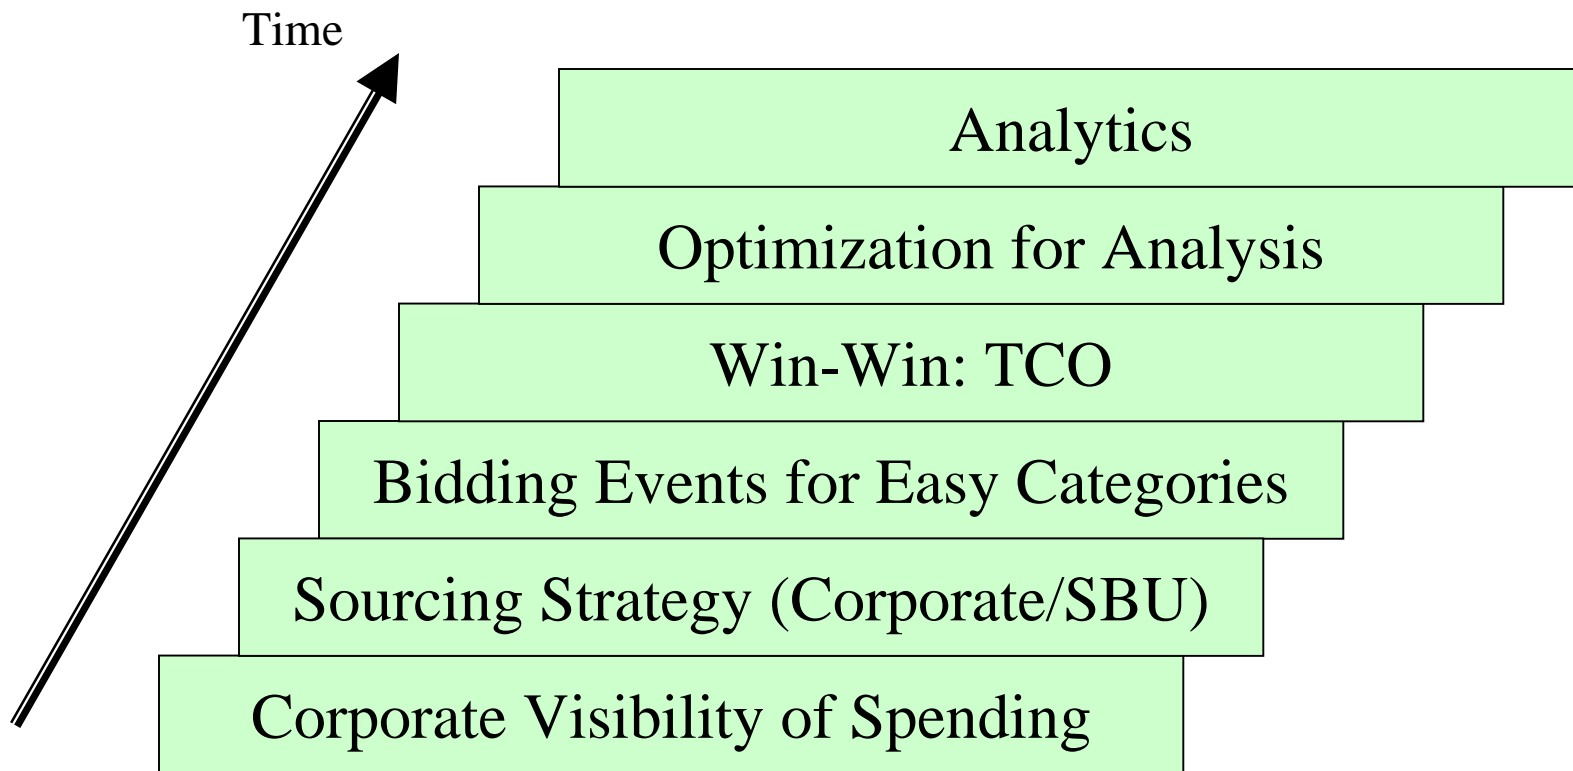 Time
Analytics
Optimization for Analysis
Win-Win: TCO
Bidding Events for Easy Categories
Sourcing Strategy (Corporate/SBU)
Corporate Visibility of Spending